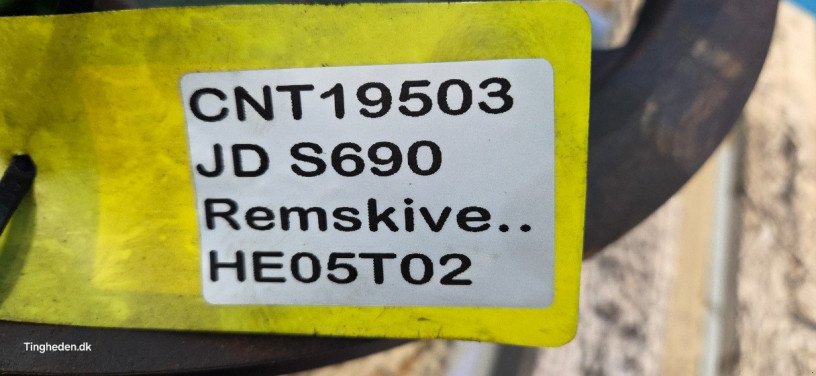 CNT19503
JD S690
Remskive..
HE05T02
Tingheden.dk